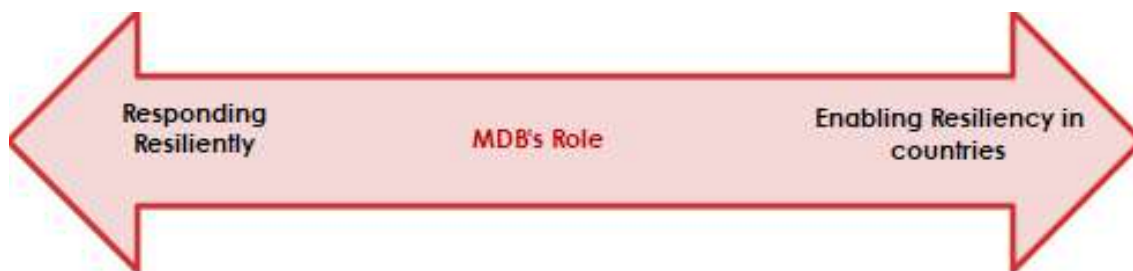 Responding
Resiliently
MDB's Role
Enabling Resiliency in
countries